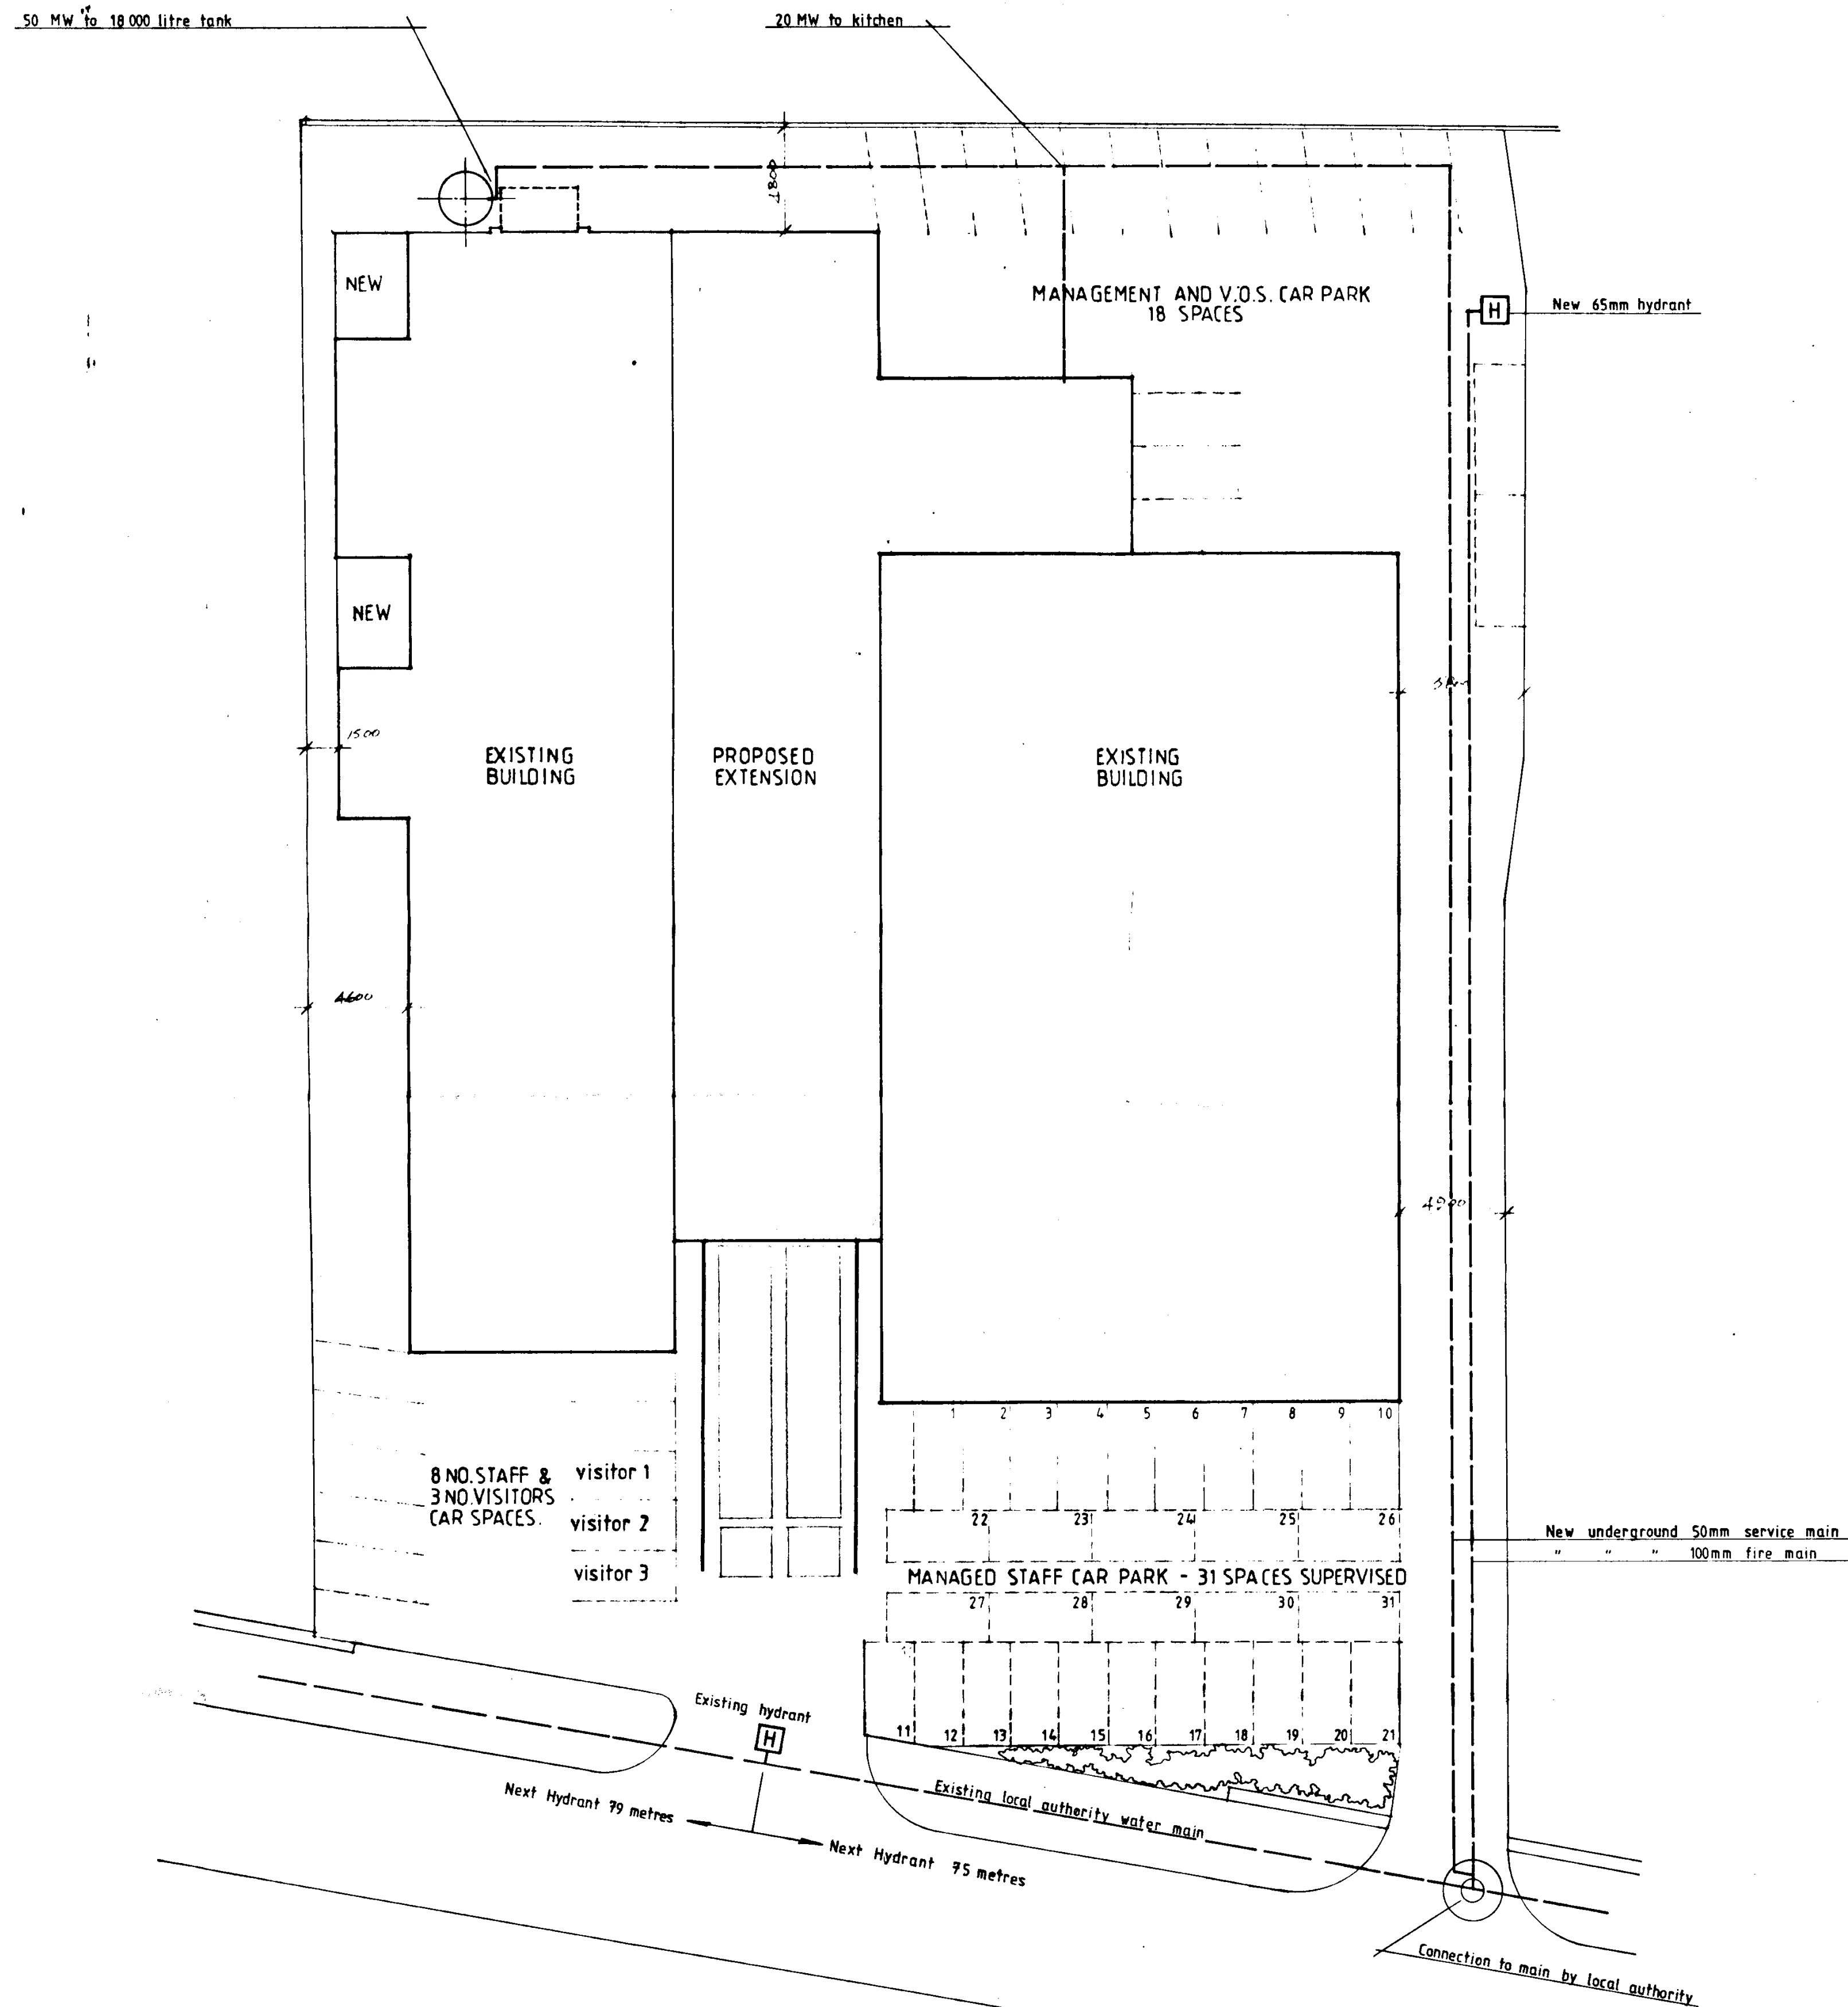 50 MW to 18 000 litre tank
20 MW to kitchen
4800
NEW
MANAGEMENT AND V.O.S. CAR PARK
18 SPACES
H
New 65mm hydrant
NEW
1500
EXISTING
BUILDING
PROPOSED
EXTENSION
EXISTING
BUILDING
4600
4900
1 2 3 4 5 6 7 8 9 10
8 NO. STAFF &
3 NO. VISITORS
CAR SPACES.
visitor 1
visitor 2
visitor 3
22 23 24 25 26
New underground 50mm service main
" " " 100mm fire main
MANAGED STAFF CAR PARK - 31 SPACES SUPERVISED
27 28 29 30 31
11 12 13 14 15 16 17 18 19 20 21
Existing hydrant
H
Next Hydrant 79 metres
Next Hydrant 75 metres
Existing local authority water main
Connection to main by local authority